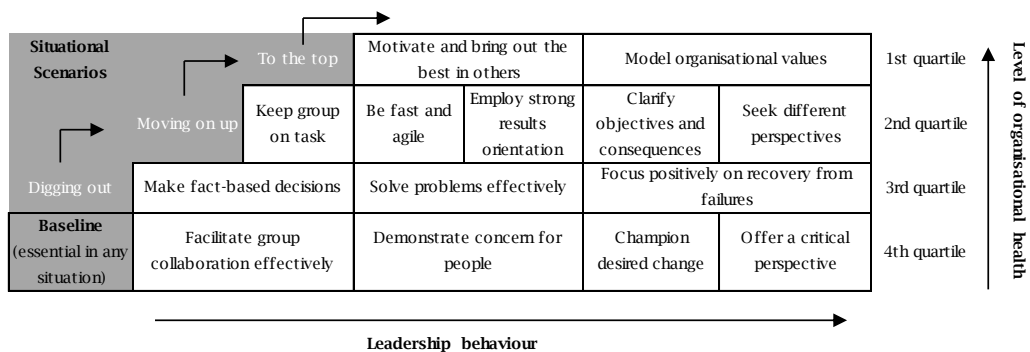 Situational
Scenarios
To the top
Motivate and bring out the
best in others
Model organisational values
1st quartile
Moving on up
Keep group
on task
Be fast and
agile
Employ strong
results
orientation
Clarify
objectives and
consequences
Seek different
perspectives
2nd quartile
Digging out
Make fact-based decisions
Solve problems effectively
Focus positively on recovery from
failures
3rd quartile
Baseline
(essential in any
situation)
Facilitate group
collaboration effectively
Demonstrate concern for
people
Champion
desired change
Offer a critical
perspective
4th quartile
Level of organisational health
Leadership behaviour